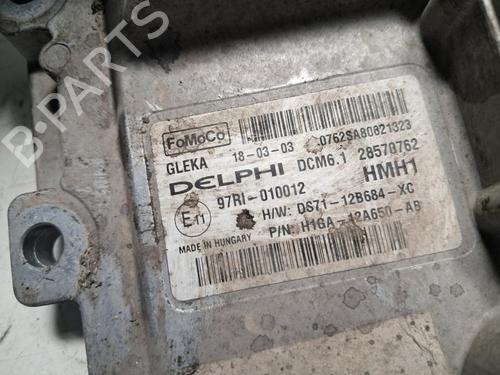 B-PARTS
FoMoCo
GLEKA 18-03-03 0762SA80821323
DELPHI DCM6.1 28570762
97RI-010012 HMH1
E11 H/W: DS71-12B684-XC
MADE IN HUNGARY P/N: H1GA-12A650-AB